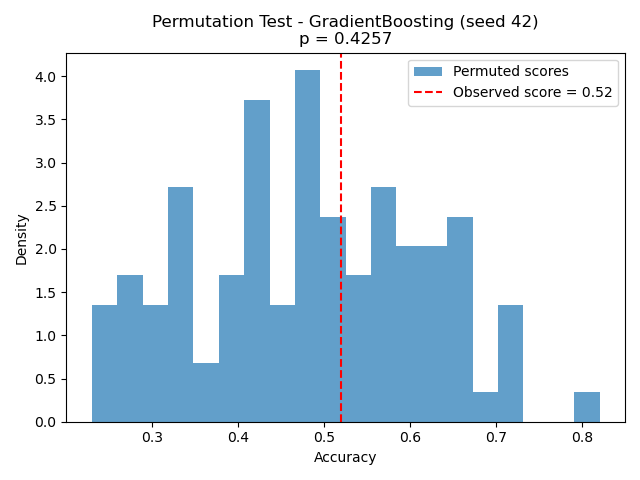 Permutation Test - GradientBoosting (seed 42)
p = 0.4257
Permuted scores
Observed score = 0.52
Density
4.0
3.5
3.0
2.5
2.0
1.5
1.0
0.5
0.0
0.3 0.4 0.5 0.6 0.7 0.8
Accuracy